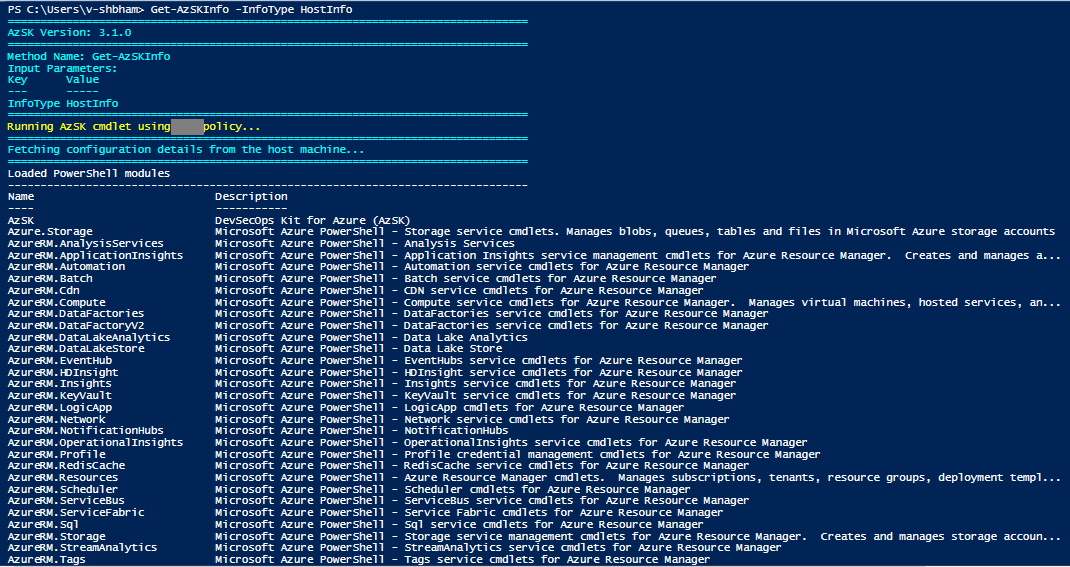 PS C:\Users\v-shbham> Get-AzSKInfo -InfoType HostInfo
================================================================================
AzSK Version: 3.1.0
================================================================================
Method Name: Get-AzSKInfo
Input Parameters:
Key      Value
---      -----
InfoType HostInfo
================================================================================
Running AzSK cmdlet using policy...
================================================================================
Fetching configuration details from the host machine...
================================================================================
Loaded PowerShell modules
--------------------------------------------------------------------------------
Name                            Description
----                            -----------
AzSK                            DevSecOps Kit for Azure (AzSK)
Azure.Storage                   Microsoft Azure PowerShell - Storage service cmdlets. Manages blobs, queues, tables and files in Microsoft Azure storage accounts
AzureRM.AnalysisServices        Microsoft Azure PowerShell - Analysis Services
AzureRM.ApplicationInsights     Microsoft Azure PowerShell - Application Insights service management cmdlets for Azure Resource Manager.  Creates and manages a...
AzureRM.Automation              Microsoft Azure PowerShell - Automation service cmdlets for Azure Resource Manager
AzureRM.Batch                   Microsoft Azure PowerShell - Batch service cmdlets for Azure Resource Manager
AzureRM.Cdn                     Microsoft Azure PowerShell - CDN service cmdlets for Azure Resource Manager
AzureRM.Compute                 Microsoft Azure PowerShell - Compute service cmdlets for Azure Resource Manager.  Manages virtual machines, hosted services, an...
AzureRM.DataFactories           Microsoft Azure PowerShell - DataFactories service cmdlets for Azure Resource Manager
AzureRM.DataFactoryV2           Microsoft Azure PowerShell - DataFactories service cmdlets for Azure Resource Manager
AzureRM.DataLakeAnalytics       Microsoft Azure PowerShell - Data Lake Analytics
AzureRM.DataLakeStore           Microsoft Azure PowerShell - Data Lake Store
AzureRM.EventHub                Microsoft Azure PowerShell - EventHubs service cmdlets for Azure Resource Manager
AzureRM.HDInsight               Microsoft Azure PowerShell - HDInsight service cmdlets for Azure Resource Manager
AzureRM.Insights                Microsoft Azure PowerShell - Insights service cmdlets for Azure Resource Manager
AzureRM.KeyVault                Microsoft Azure PowerShell - KeyVault service cmdlets for Azure Resource Manager
AzureRM.LogicApp                Microsoft Azure PowerShell - LogicApp cmdlets for Azure Resource Manager
AzureRM.Network                 Microsoft Azure PowerShell - Network service cmdlets for Azure Resource Manager
AzureRM.NotificationHubs        Microsoft Azure PowerShell - NotificationHubs
AzureRM.OperationalInsights     Microsoft Azure PowerShell - OperationalInsights service cmdlets for Azure Resource Manager
AzureRM.Profile                 Microsoft Azure PowerShell - Profile credential management cmdlets for Azure Resource Manager
AzureRM.RedisCache              Microsoft Azure PowerShell - RedisCache service cmdlets for Azure Resource Manager
AzureRM.Resources               Microsoft Azure PowerShell - Azure Resource Manager cmdlets.  Manages subscriptions, tenants, resource groups, deployment templ...
AzureRM.Scheduler               Microsoft Azure PowerShell - Scheduler cmdlets for Azure Resource Manager
AzureRM.ServiceBus              Microsoft Azure PowerShell - ServiceBus service cmdlets for Azure Resource Manager
AzureRM.ServiceFabric           Microsoft Azure PowerShell - Service Fabric cmdlets for Azure Resource Manager
AzureRM.Sql                     Microsoft Azure PowerShell - Sql service cmdlets for Azure Resource Manager
AzureRM.Storage                 Microsoft Azure PowerShell - Storage service management cmdlets for Azure Resource Manager.  Creates and manages storage accoun...
AzureRM.StreamAnalytics         Microsoft Azure PowerShell - StreamAnalytics service cmdlets for Azure Resource Manager
AzureRM.Tags                    Microsoft Azure PowerShell - Tags service cmdlets for Azure Resource Manager